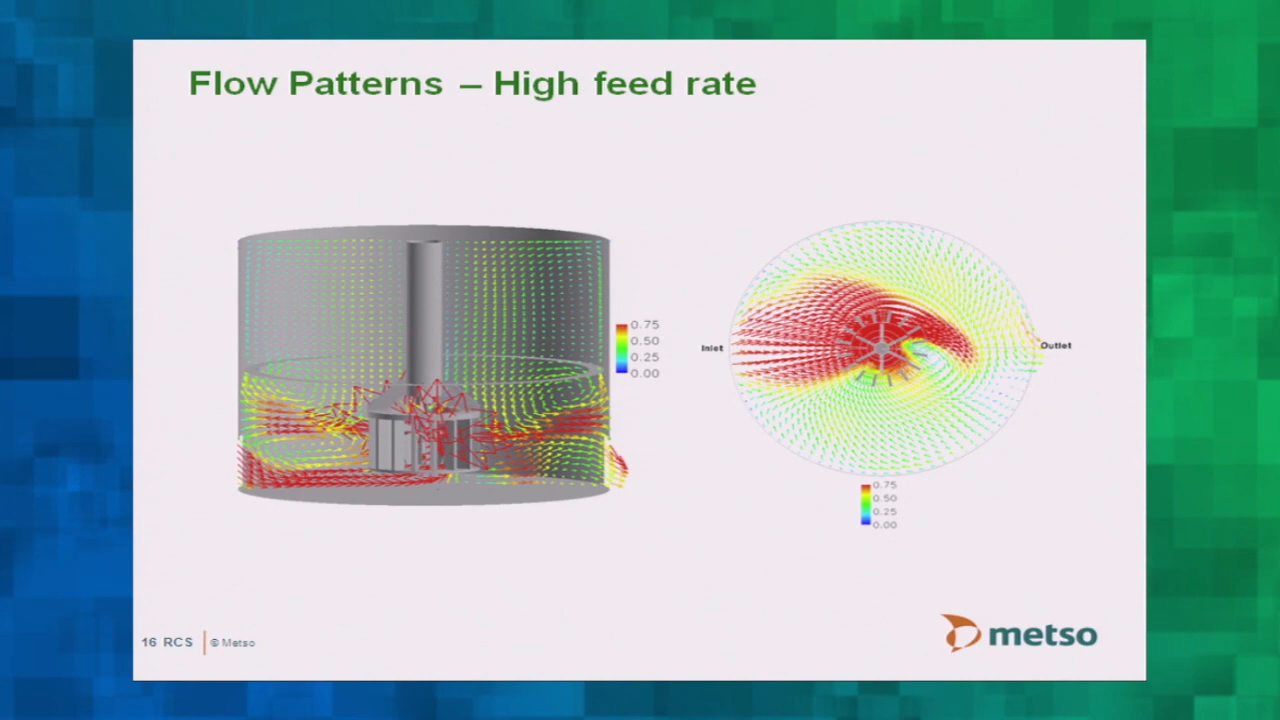 Flow Patterns – High feed rate
0.75
0.50
0.25
0.00
Inlet
Outlet
0.75
0.50
0.25
0.00
16 RCS
© Metso
metso